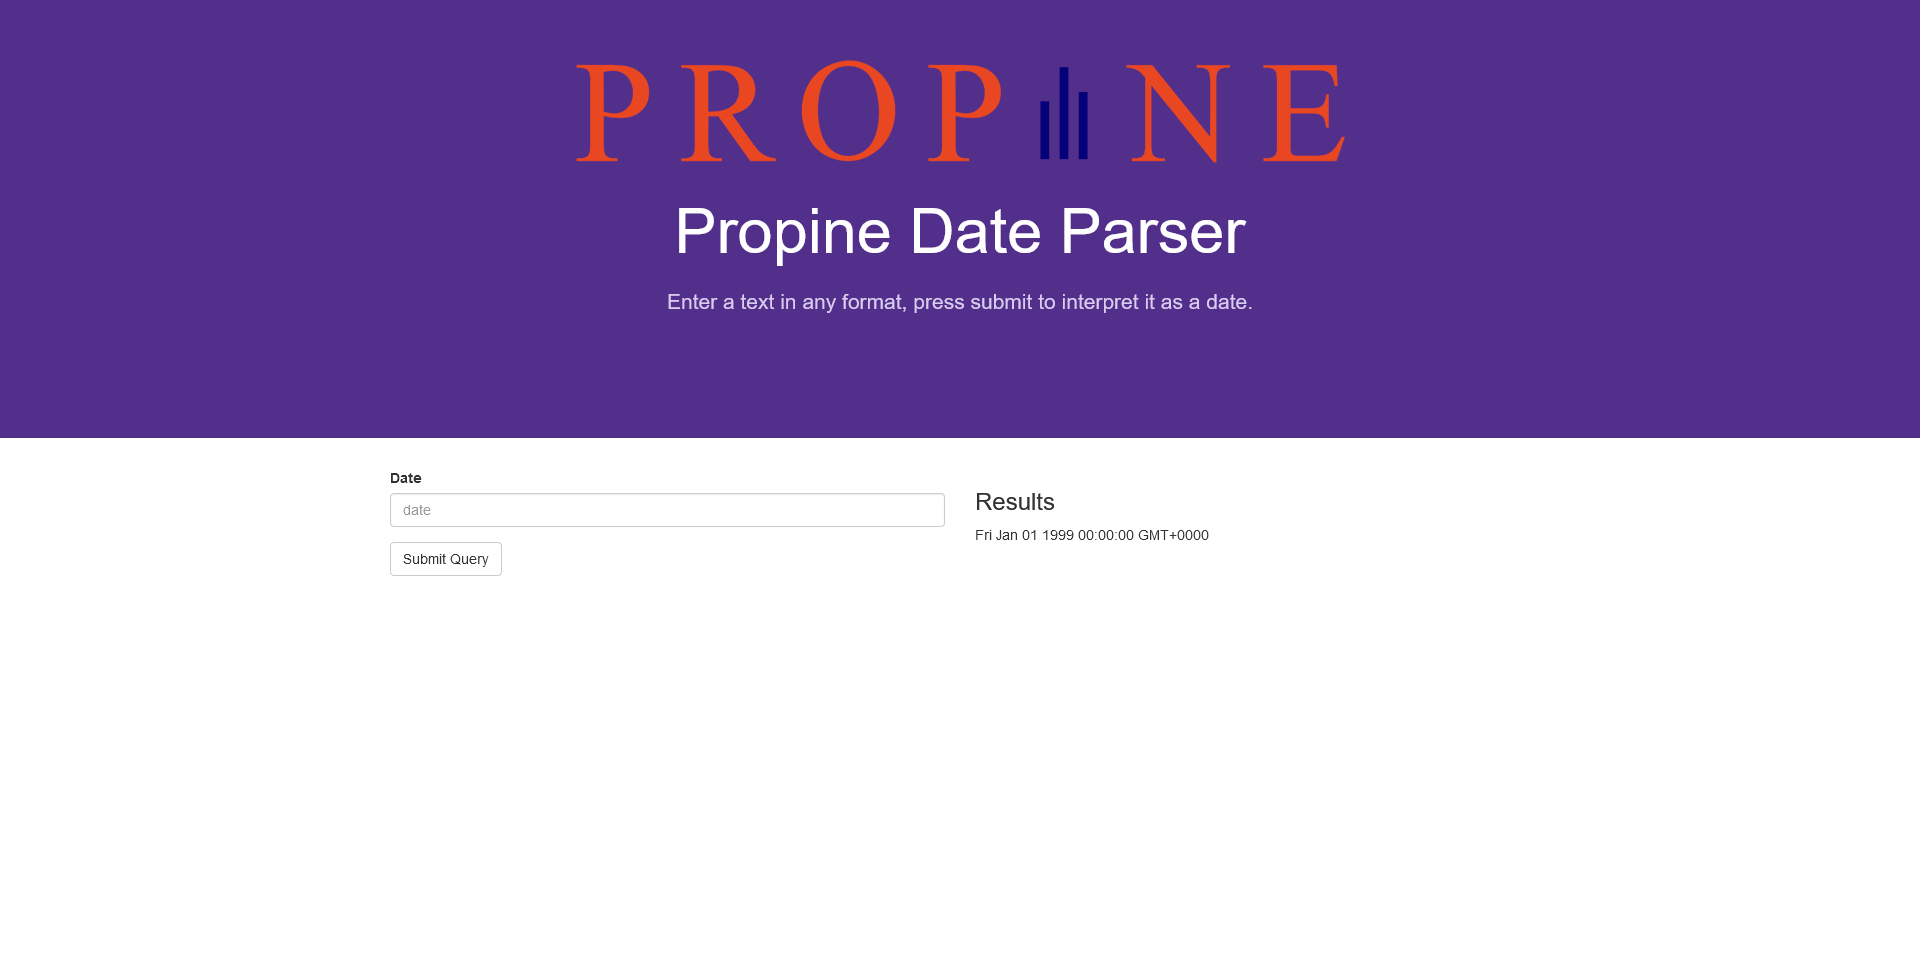 PROPINE
Propine Date Parser
Enter a text in any format, press submit to interpret it as a date.
Date
date
Submit Query
Results
Fri Jan 01 1999 00:00:00 GMT+0000